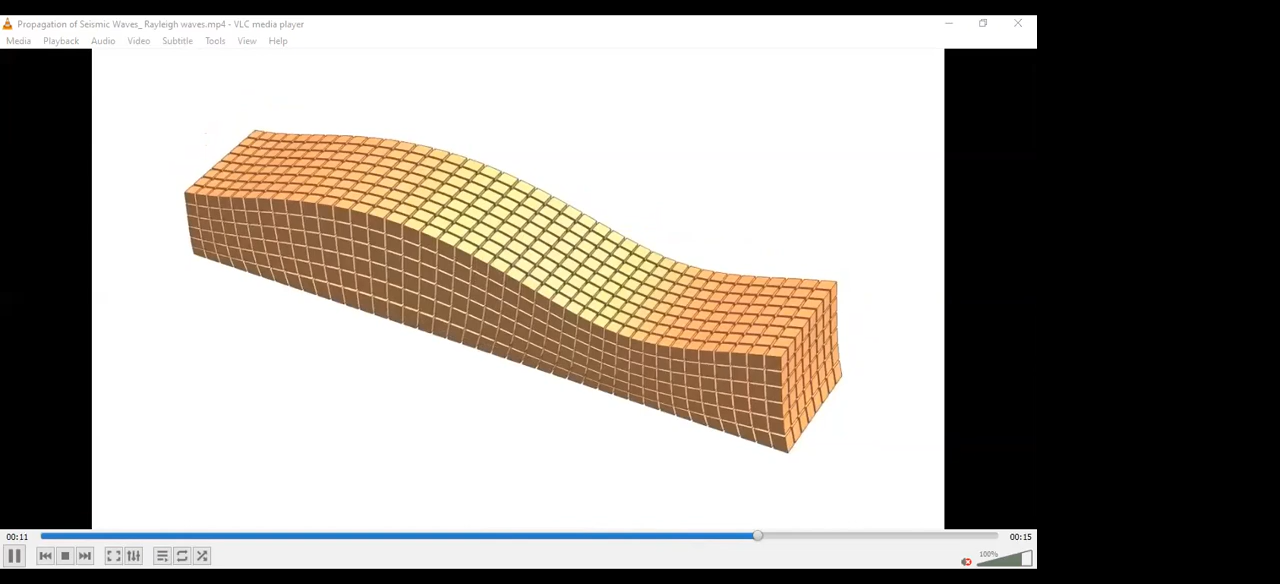 Propagation of Seismic Waves_ Rayleigh waves.mp4 - VLC media player
Media Playback Audio Video Subtitle Tools View Help
00:11 00:15
100%